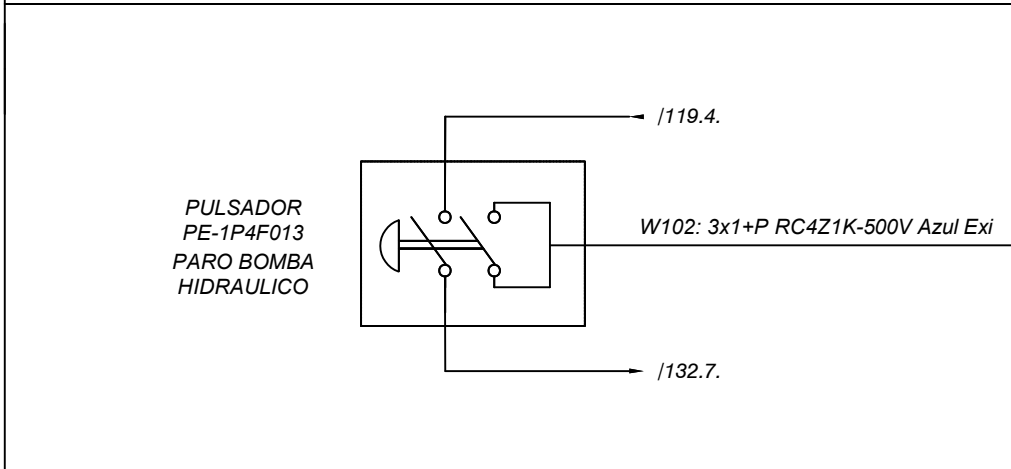 /119.4.
PULSADOR
PE-1P4F013
PARO BOMBA
HIDRAULICO
W102: 3x1+P RC4Z1K-500V Azul Exi
/132.7.